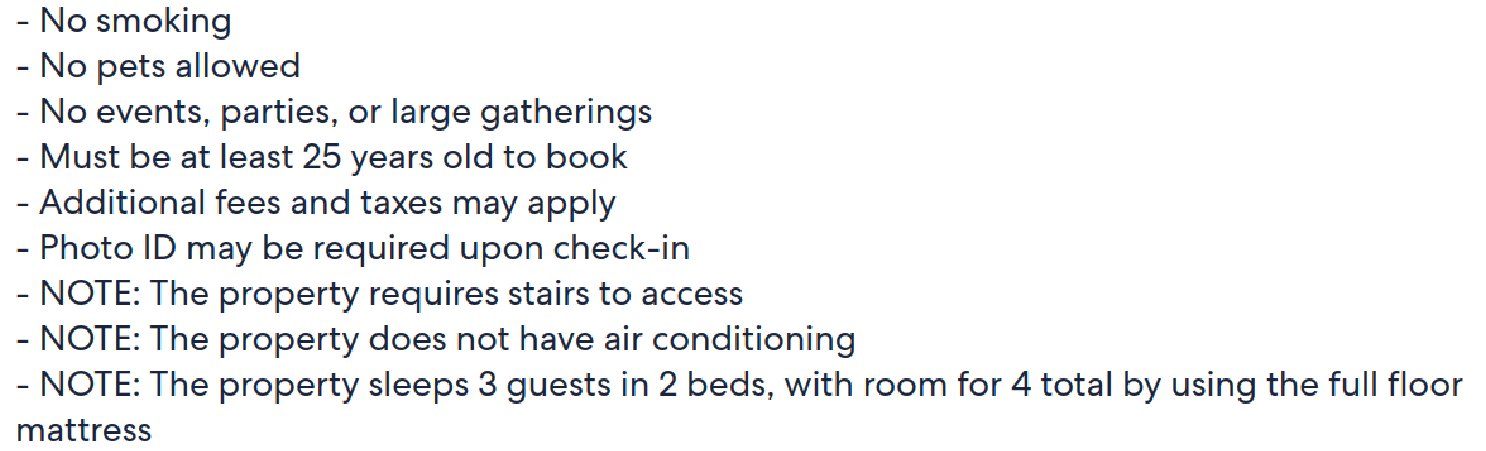 - No smoking
- No pets allowed
- No events, parties, or large gatherings
- Must be at least 25 years old to book
- Additional fees and taxes may apply
- Photo ID may be required upon check-in
- NOTE: The property requires stairs to access
- NOTE: The property does not have air conditioning
- NOTE: The property sleeps 3 guests in 2 beds, with room for 4 total by using the full floor
mattress